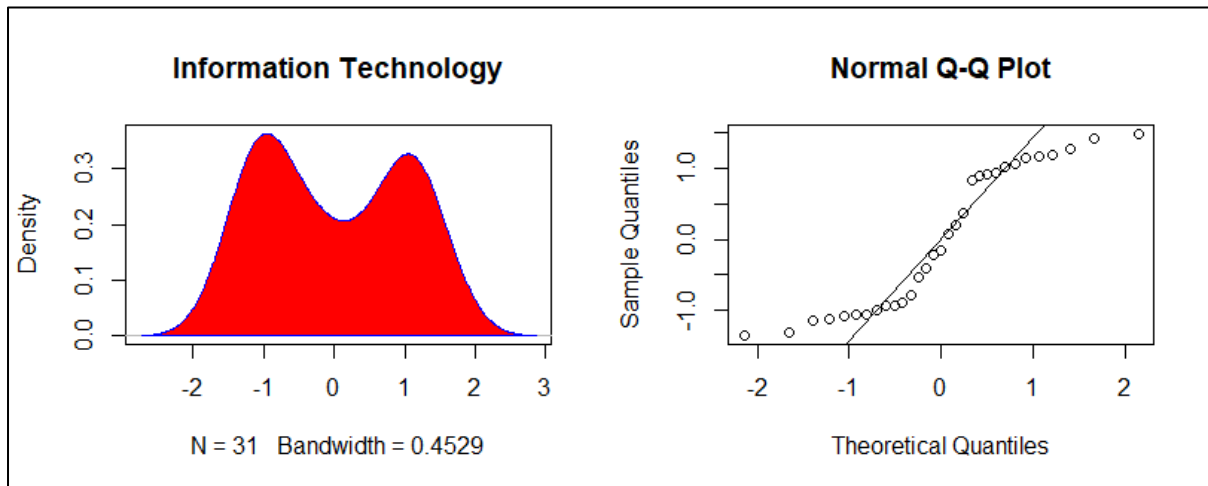 Information Technology
Density
0.0 0.1 0.2 0.3
-2 -1 0 1 2 3
N = 31 Bandwidth = 0.4529
Normal Q-Q Plot
Sample Quantiles
-1.0 0.0 1.0
-2 -1 0 1 2
Theoretical Quantiles